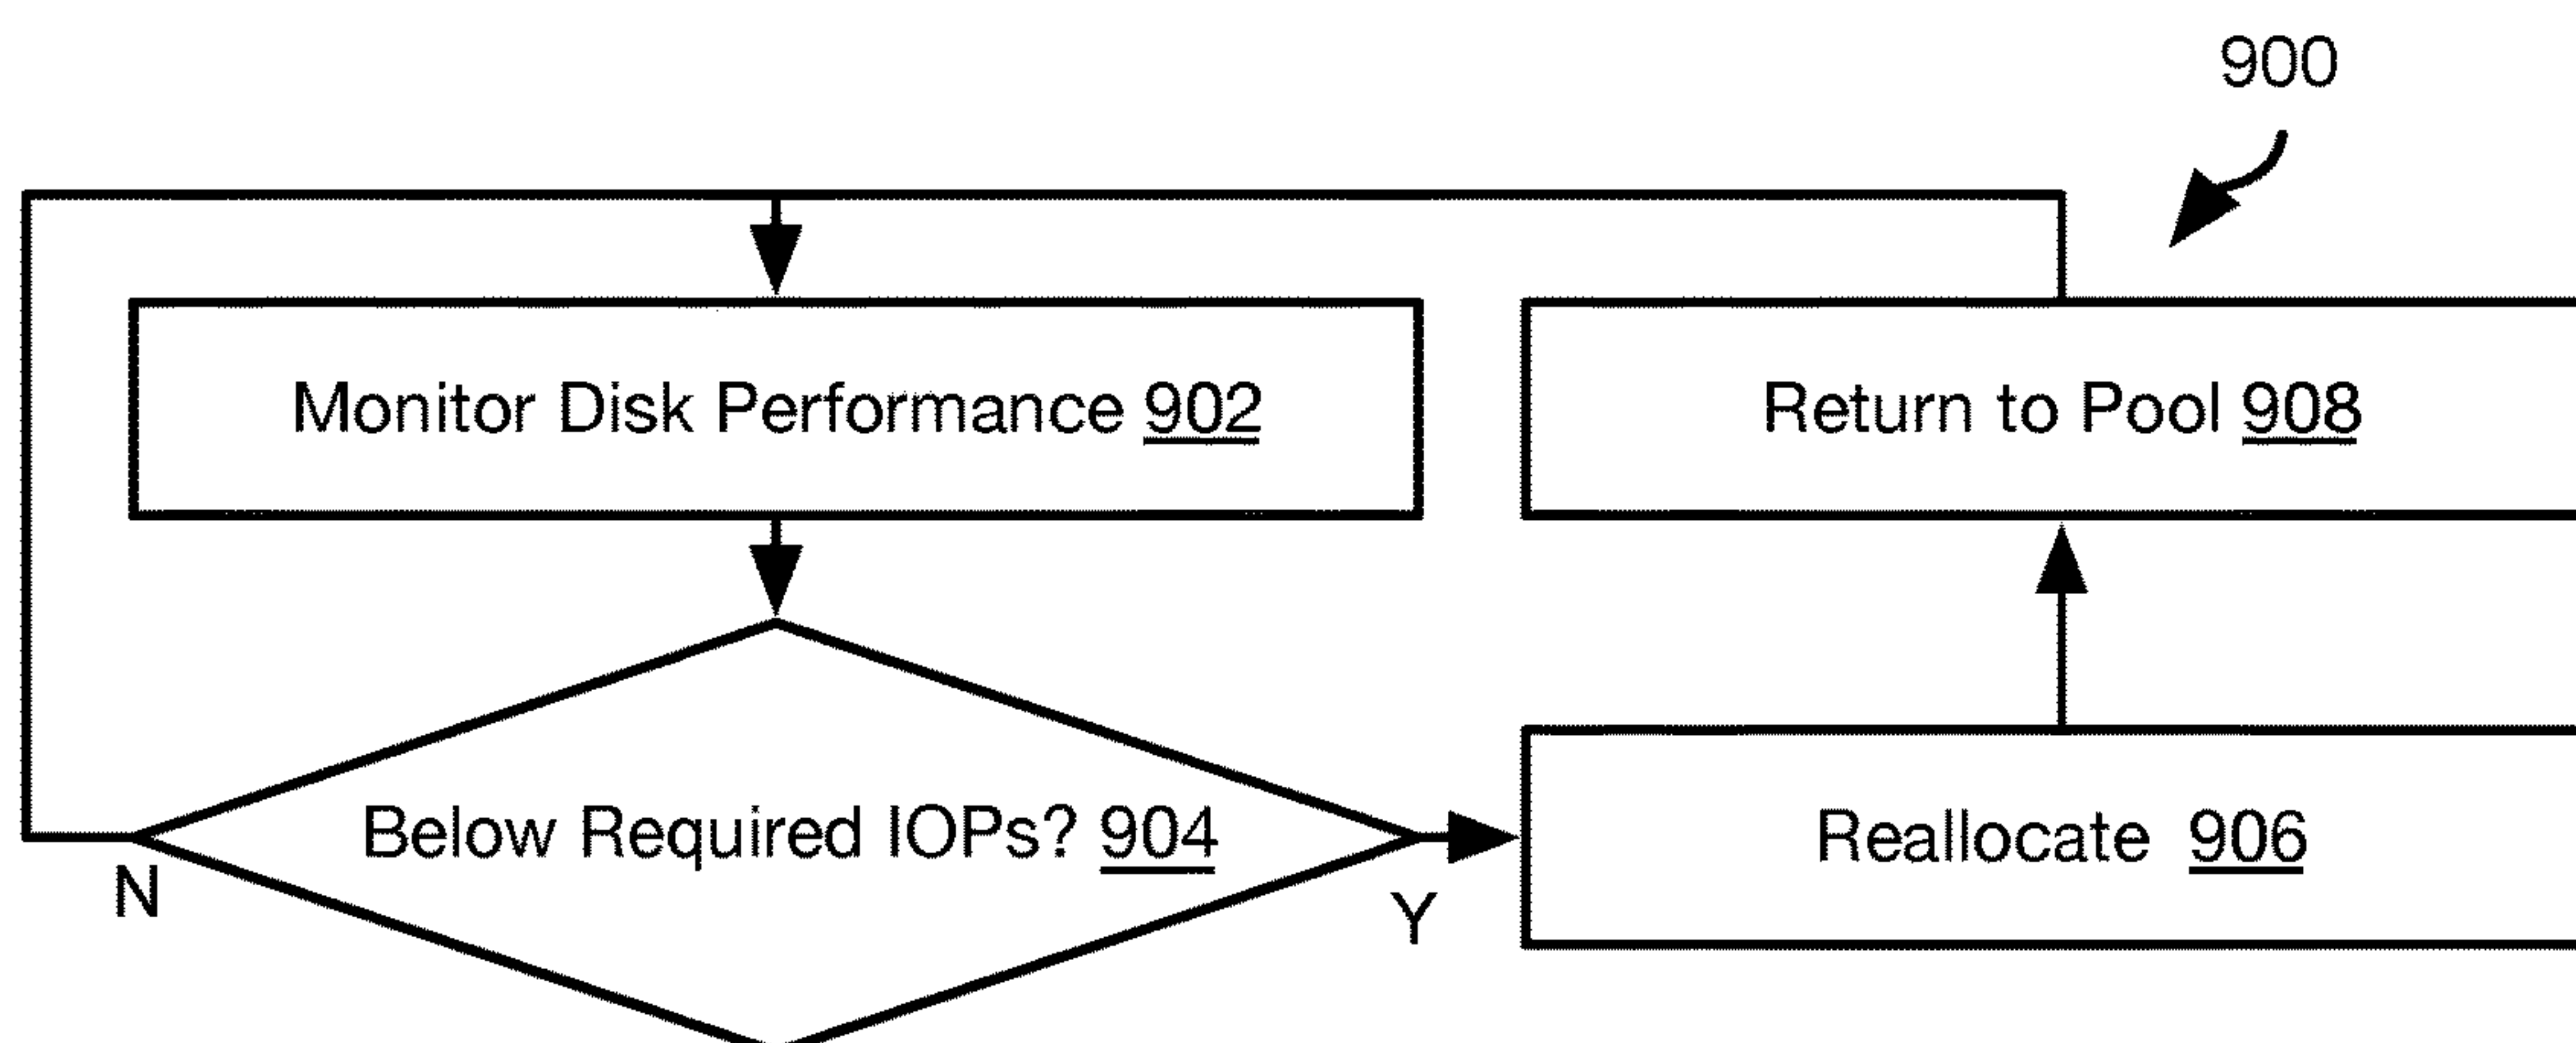 900
Monitor Disk Performance 902
Return to Pool 908
Below Required IOPs? 904
Reallocate 906
N
Y